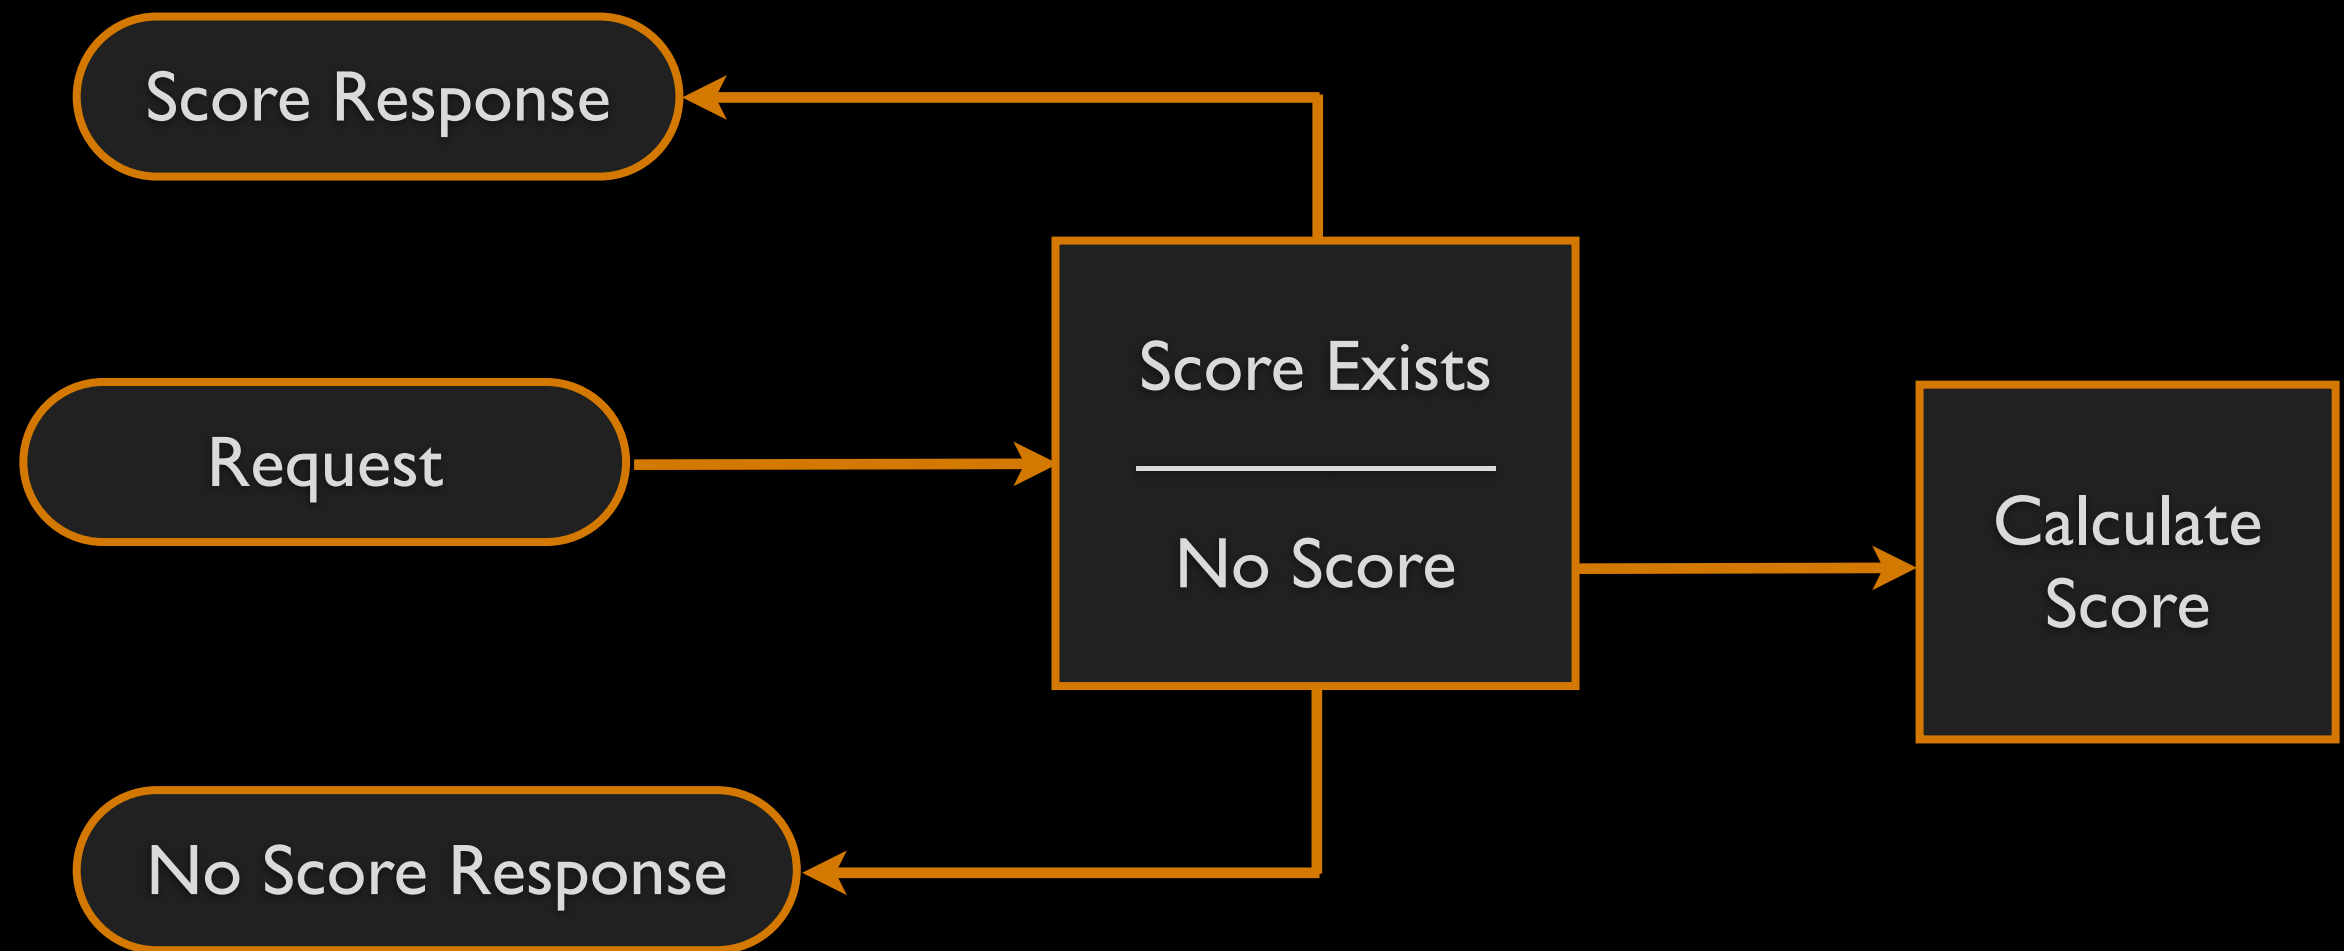 Score Response
Request
Score Exists
No Score
Calculate
Score
No Score Response